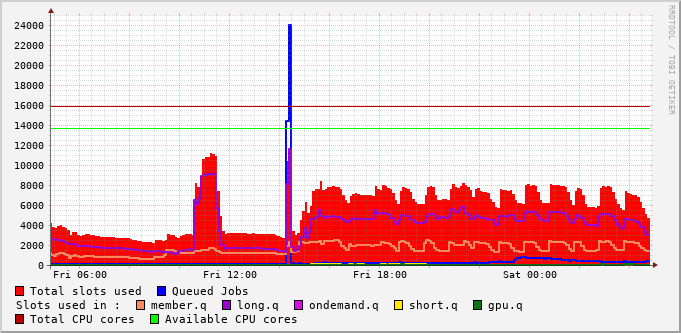 24000
22000
20000
18000
16000
14000
12000
10000
8000
6000
4000
2000
0
Fri 06:00 Fri 12:00 Fri 18:00 Sat 00:00
Total slots used Queued Jobs
Slots used in : member.q long.q ondemand.q short.q gpu.q
Total CPU cores Available CPU cores
RRDTOOL / TOBI OETIKER